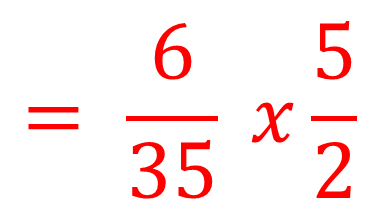 = 6/35 x 5/2